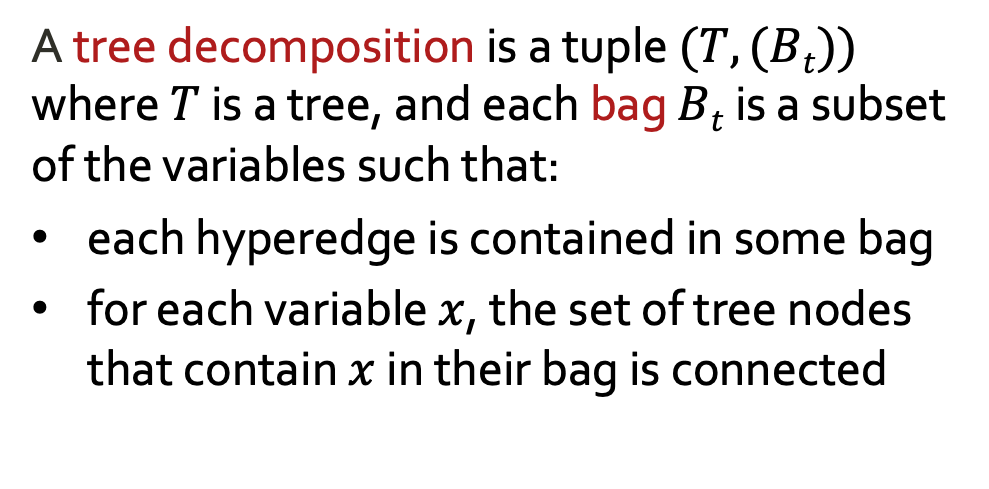 A tree decomposition is a tuple (T, (Bₜ))
where T is a tree, and each bag Bₜ is a subset
of the variables such that:
• each hyperedge is contained in some bag
• for each variable x, the set of tree nodes
that contain x in their bag is connected